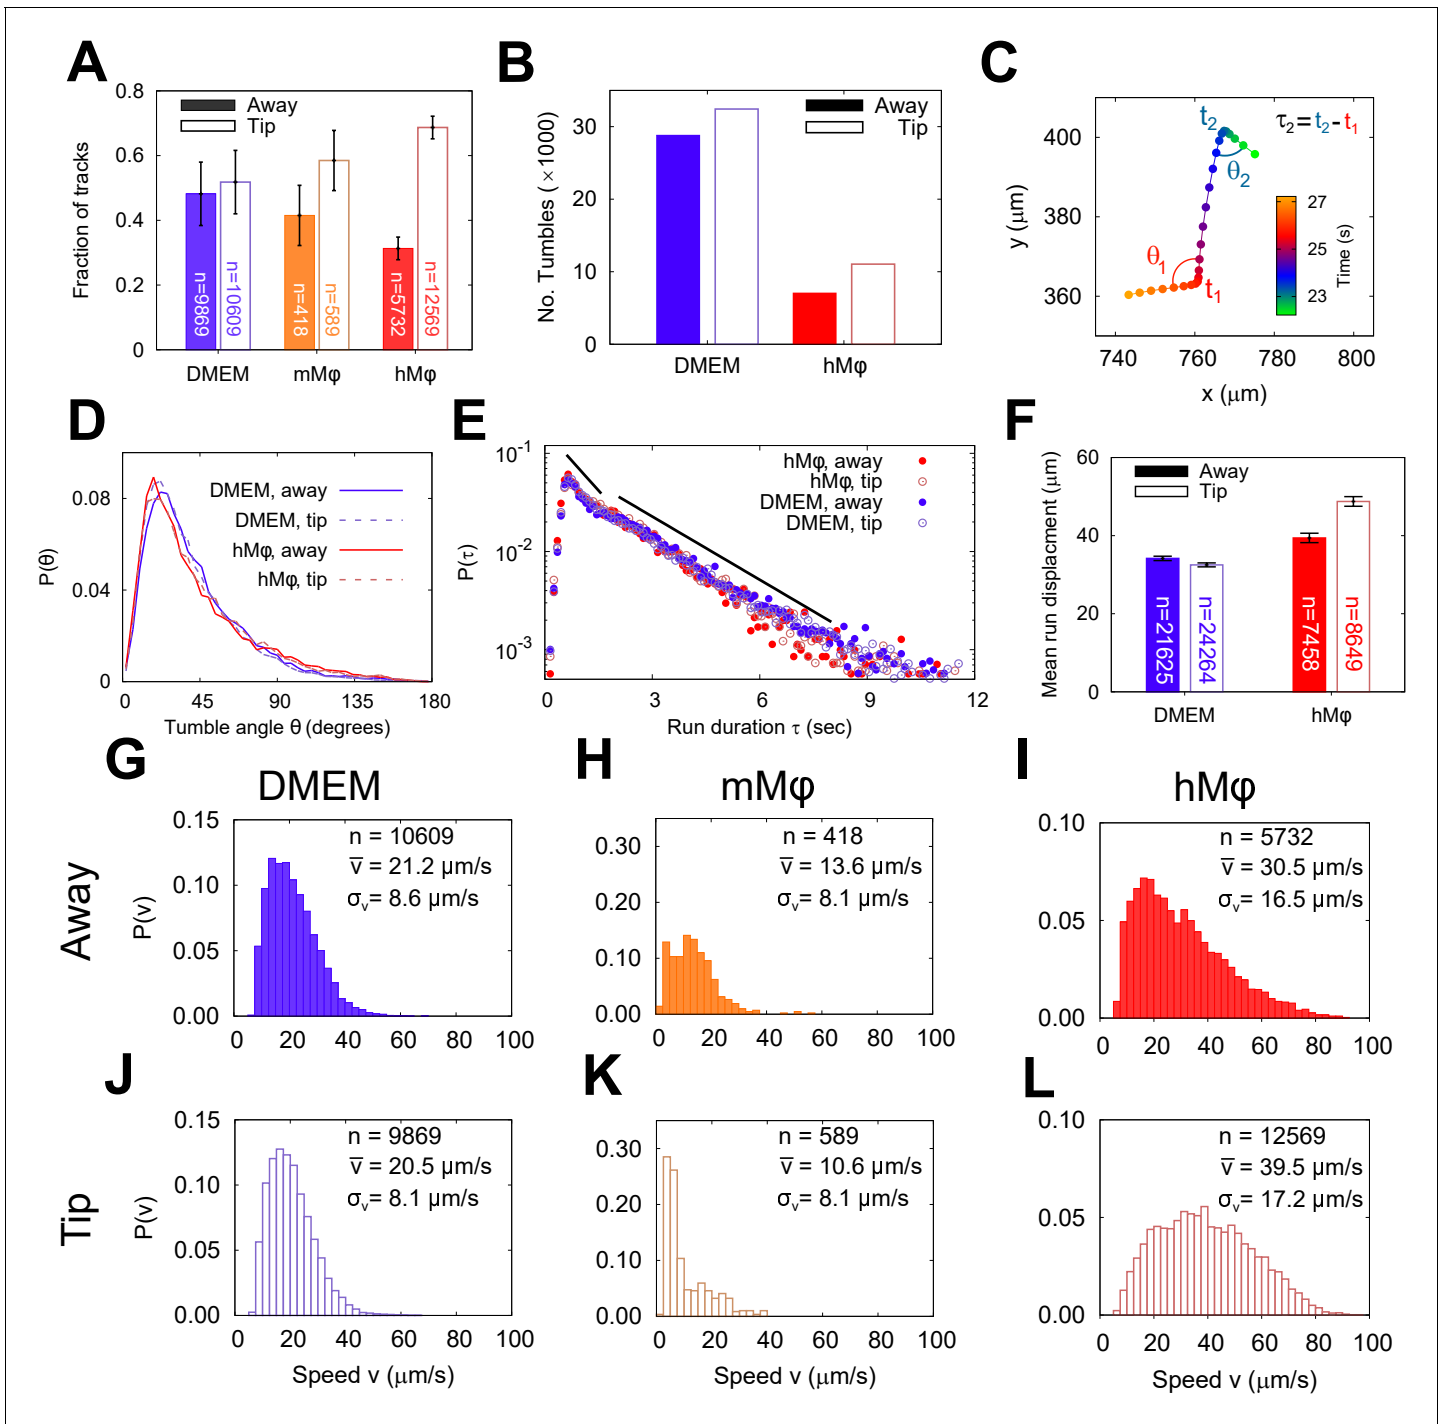 A
0.8
0.6
0.4
0.2
0
Fraction of tracks
Away
Tip
n=9869
n=10609
n=418
n=589
n=5732
n=12569
DMEM
mMφ
hMφ
B
30
20
10
0
No. Tumbles (×1000)
Away
Tip
DMEM
hMφ
C
400
380
360
y (μm)
t2
τ2= t2- t1
θ2
θ1
t1
27
25
23
Time (s)
740
760
780
800
x (μm)
D
0.08
0.04
0
P(θ)
DMEM, away
DMEM, tip
hMφ, away
hMφ, tip
0
45
90
135
180
Tumble angle θ (degrees)
E
10-1
10-2
10-3
P(τ)
hMφ, away
hMφ, tip
DMEM, away
DMEM, tip
0
3
6
9
12
Run duration τ (sec)
F
60
40
20
0
Mean run displacment (μm)
Away
Tip
n=21625
n=24264
n=7458
n=8649
DMEM
hMφ
G
DMEM
H
mMφ
I
hMφ
Away
0.15
0.10
0.05
0.00
P(v)
n = 10609
v̅ = 21.2 μm/s
σv= 8.6 μm/s
0
20
40
60
80
100
0.30
0.20
0.10
0.00
n = 418
v̅ = 13.6 μm/s
σv= 8.1 μm/s
0
20
40
60
80
100
0.10
0.05
0.00
n = 5732
v̅ = 30.5 μm/s
σv= 16.5 μm/s
0
20
40
60
80
100
Tip
J
0.15
0.10
0.05
0.00
P(v)
n = 9869
v̅ = 20.5 μm/s
σv= 8.1 μm/s
0
20
40
60
80
100
Speed v (μm/s)
K
0.30
0.20
0.10
0.00
n = 589
v̅ = 10.6 μm/s
σv= 8.1 μm/s
0
20
40
60
80
100
Speed v (μm/s)
L
0.10
0.05
0.00
n = 12569
v̅ = 39.5 μm/s
σv= 17.2 μm/s
0
20
40
60
80
100
Speed v (μm/s)